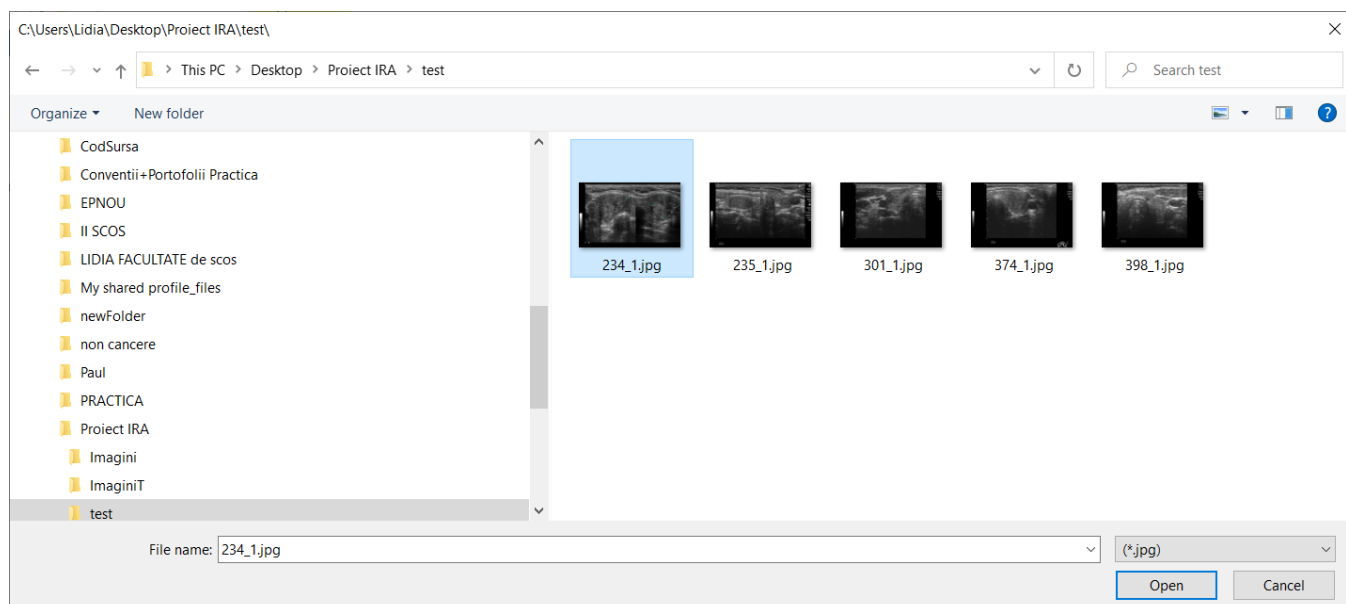 C:\Users\Lidia\Desktop\Proiect IRA\test\
This PC > Desktop > Proiect IRA > test
Search test
Organize
New folder
CodSursa
Conventii+Portofolii Practica
EPNOU
II SCOS
LIDIA FACULTATE de scos
My shared profile_files
newFolder
non cancere
Paul
PRACTICA
Proiect IRA
Imagini
ImaginiT
test
234_1.jpg
235_1.jpg
301_1.jpg
374_1.jpg
398_1.jpg
File name: 234_1.jpg
(*.jpg)
Open
Cancel